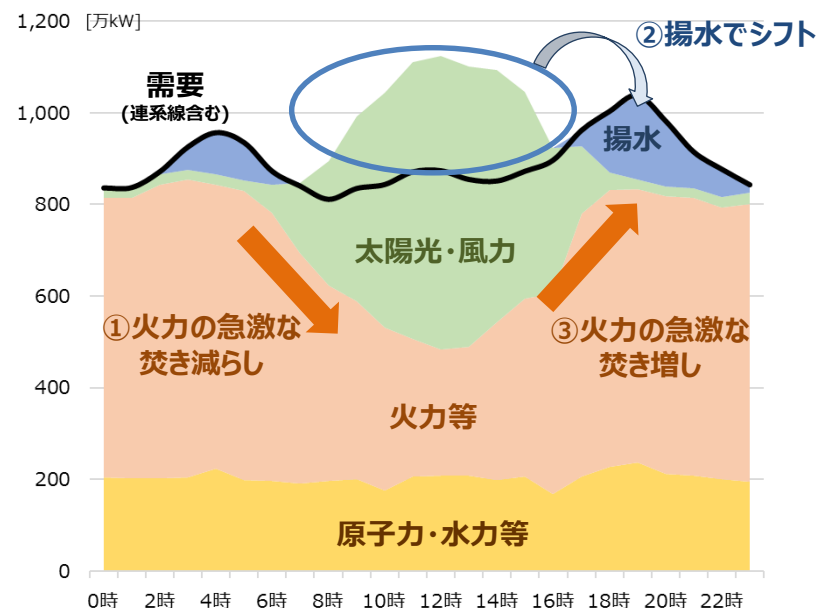 1,200 [万kW]
②揚水でシフト
需要
(連系線含む)
1,000
揚水
800
太陽光・風力
600
①火力の急激な
焚き減らし
③火力の急激な
焚き増し
400
火力等
200
原子力・水力等
0
0時 2時 4時 6時 8時 10時 12時 14時 16時 18時 20時 22時